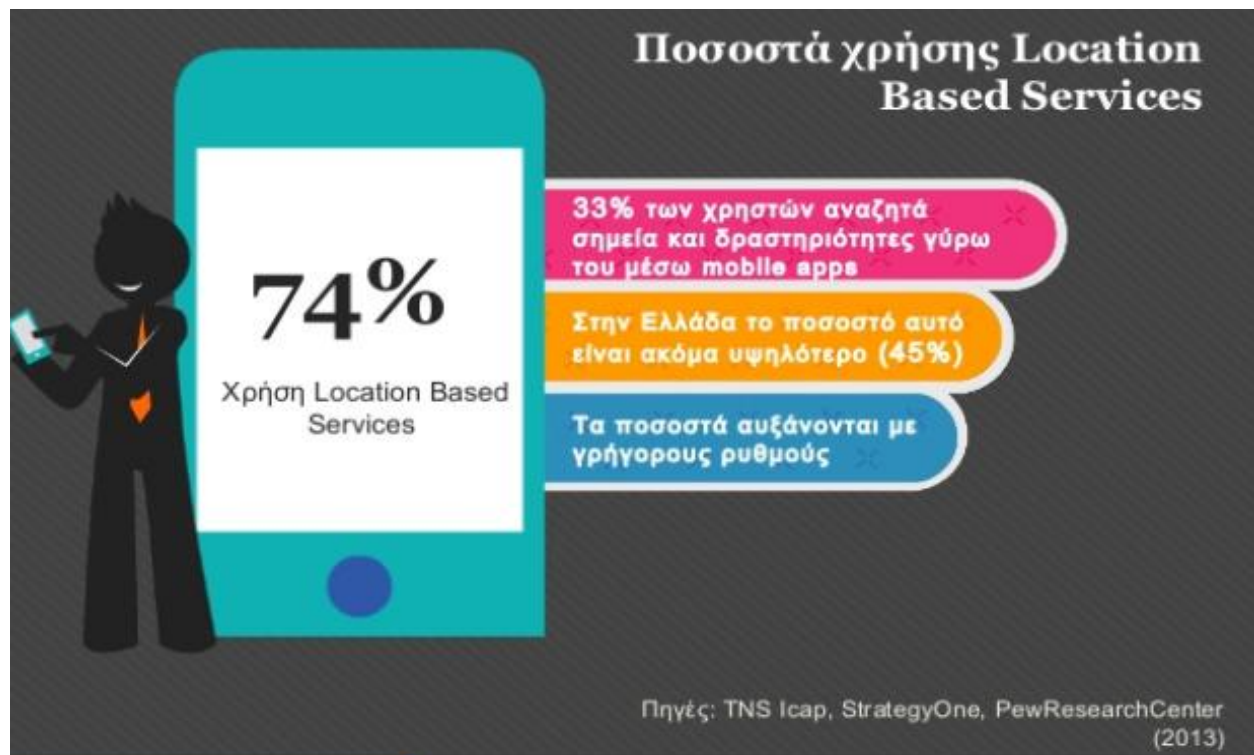 Ποσοστά χρήσης Location
Based Services
74%
Χρήση Location Based
Services
33% των χρηστών αναζητά
σημεία και δραστηριότητες γύρω
του μέσω mobile apps
Στην Ελλάδα το ποσοστό αυτό
είναι ακόμα υψηλότερο (45%)
Τα ποσοστά αυξάνονται με
γρήγορους ρυθμούς
Πηγές: TNS Icap, StrategyOne, PewResearchCenter
(2013)